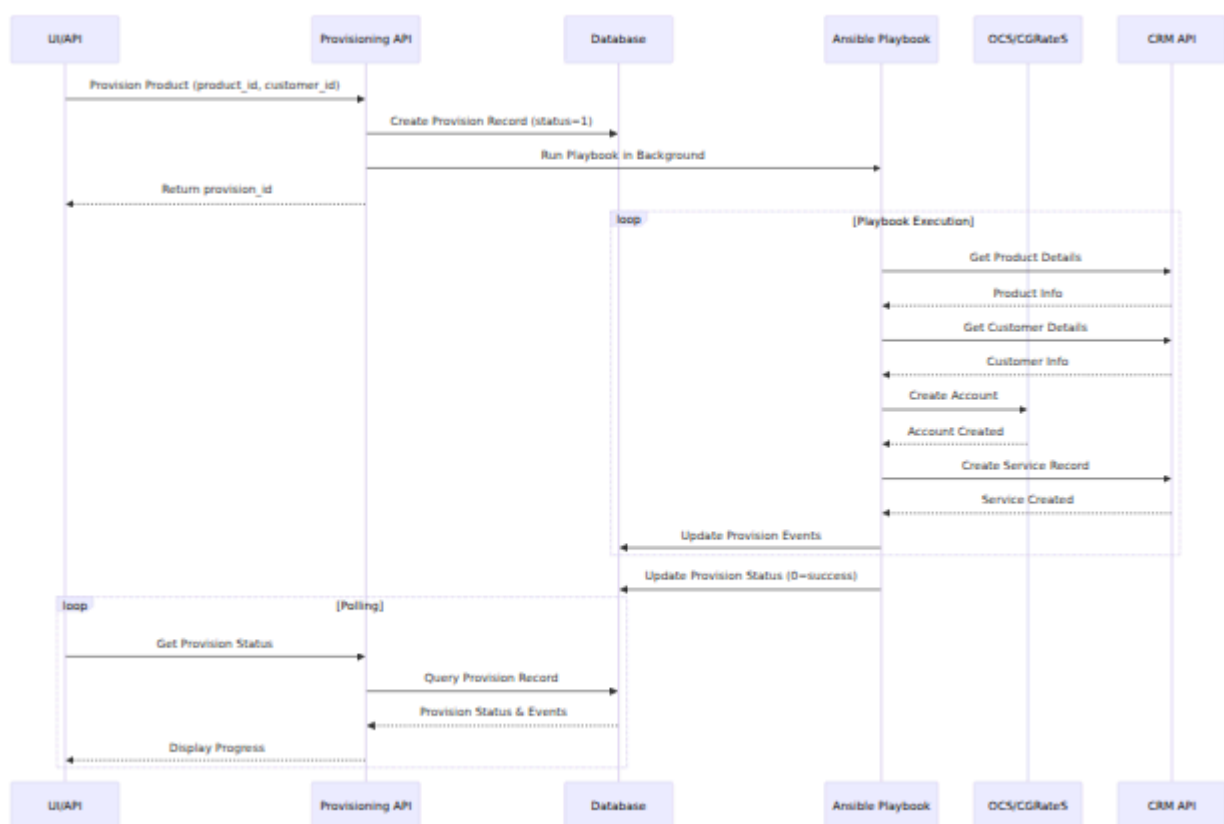 UI/API Provisioning API Database Ansible Playbook OCS/CGRateS CRM API
Provision Product (product_id, customer_id)
Create Provision Record (status=1)
Run Playbook in Background
Return provision_id
loop [Playbook Execution]
Get Product Details
Product Info
Get Customer Details
Customer Info
Create Account
Account Created
Create Service Record
Service Created
Update Provision Events
Update Provision Status (0=success)
loop [Polling]
Get Provision Status
Query Provision Record
Provision Status & Events
Display Progress
UI/API Provisioning API Database Ansible Playbook OCS/CGRateS CRM API